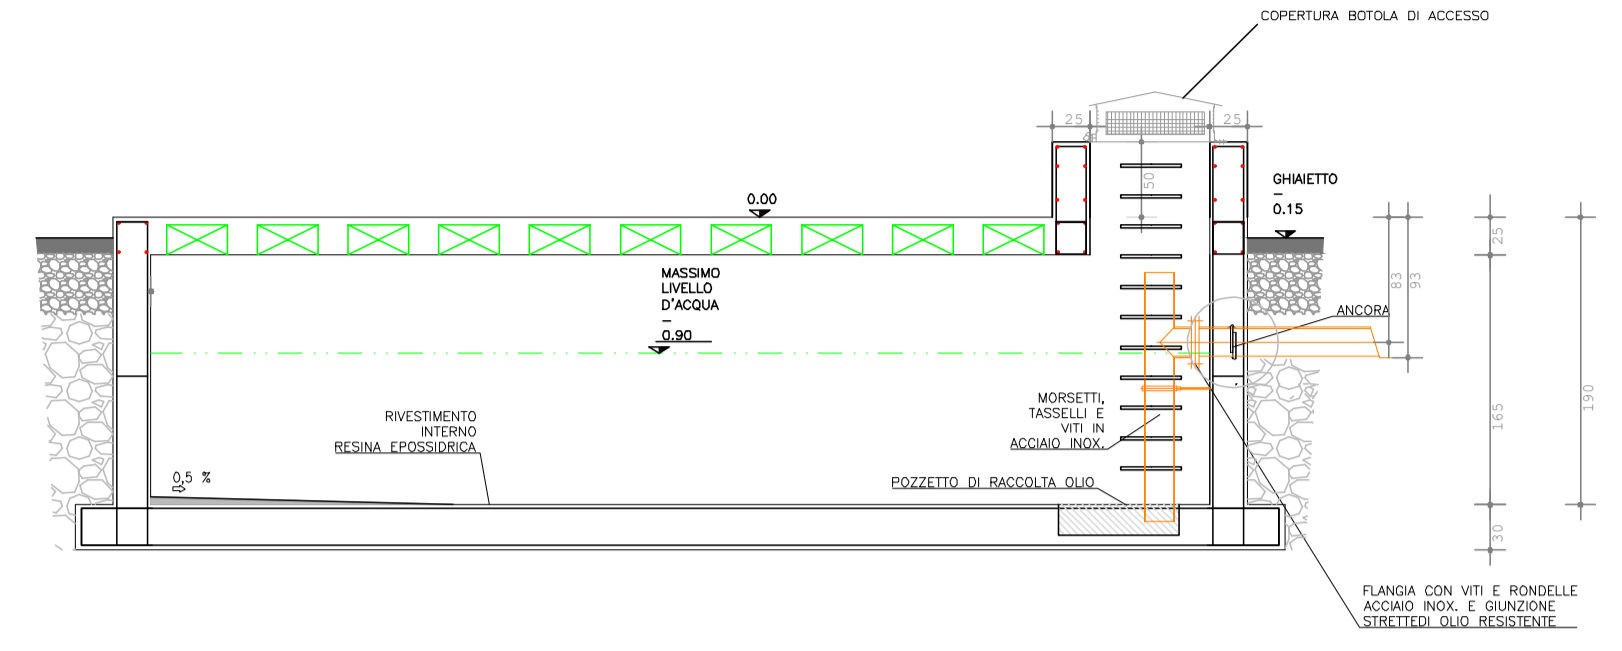 COPERTURA BOTOLA DI ACCESSO
25
25
50
0.00
GHIAIETTO
–
0.15
25
83
93
MASSIMO
LIVELLO
D'ACQUA
–
0.90
ANCORA
190
165
RIVESTIMENTO
INTERNO
RESINA EPOSSIDRICA
MORSETTI,
TASSELLI E
VITI IN
ACCIAIO INOX.
0,5 %
POZZETTO DI RACCOLTA OLIO
30
FLANGIA CON VITI E RONDELLE
ACCIAIO INOX. E GIUNZIONE
STRETTEDI OLIO RESISTENTE